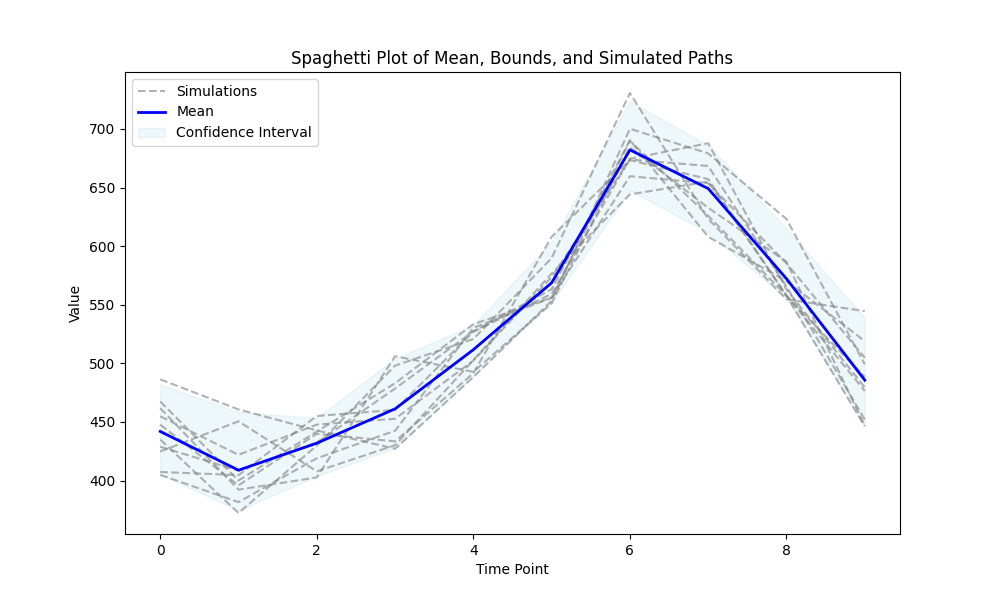 Spaghetti Plot of Mean, Bounds, and Simulated Paths
Simulations
Mean
Confidence Interval
700
650
600
550
500
450
400
Value
0 2 4 6 8
Time Point